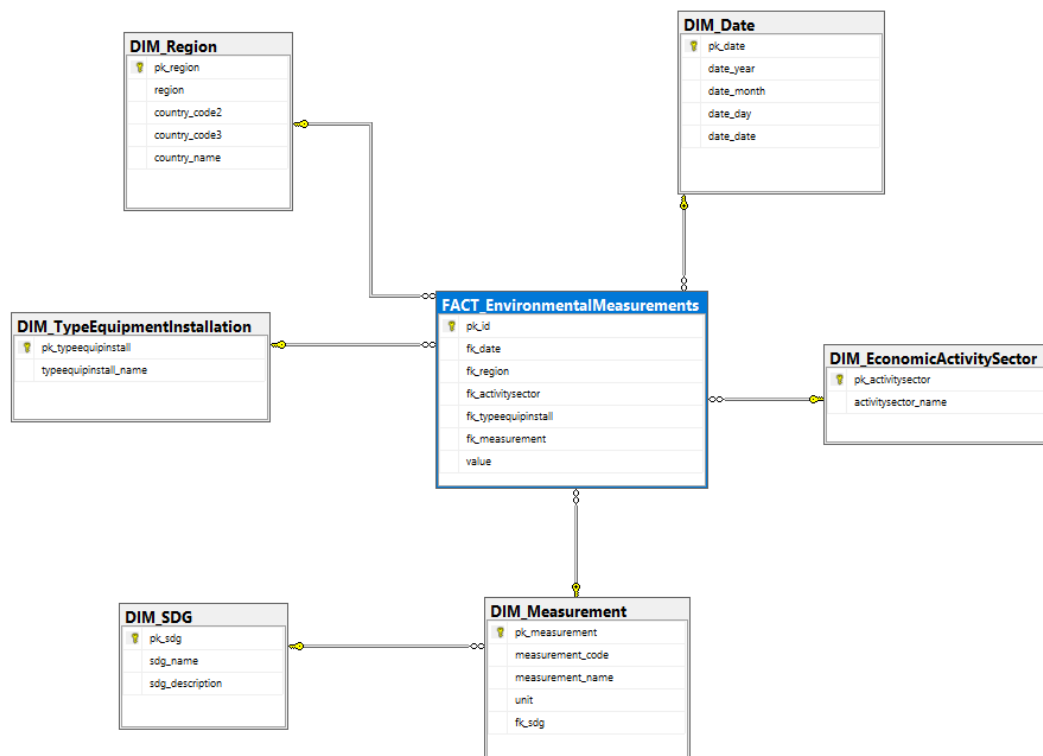 DIM_Region
pk_region
region
country_code2
country_code3
country_name
DIM_Date
pk_date
date_year
date_month
date_day
date_date
DIM_TypeEquipmentInstallation
pk_typeequipinstall
typeequipinstall_name
FACT_EnvironmentalMeasurements
pk_id
fk_date
fk_region
fk_activitysector
fk_typeequipinstall
fk_measurement
value
DIM_EconomicActivitySector
pk_activitysector
activitysector_name
DIM_SDG
pk_sdg
sdg_name
sdg_description
DIM_Measurement
pk_measurement
measurement_code
measurement_name
unit
fk_sdg